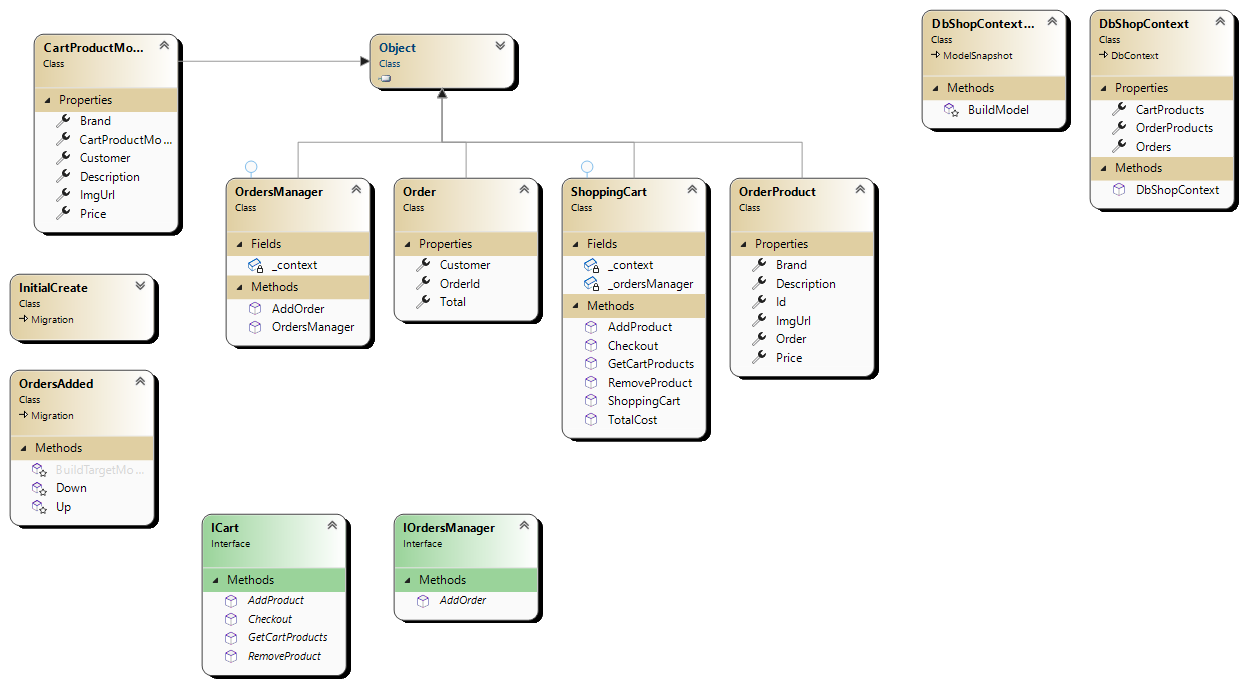 CartProductMo...
Class
Properties
Brand
CartProductMo...
Customer
Description
ImgUrl
Price
Object
Class
DbShopContext...
Class
ModelSnapshot
Methods
BuildModel
DbShopContext
Class
DbContext
Properties
CartProducts
OrderProducts
Orders
Methods
DbShopContext
OrdersManager
Class
Fields
_context
Methods
AddOrder
OrdersManager
Order
Class
Properties
Customer
OrderId
Total
ShoppingCart
Class
Fields
_context
_ordersManager
Methods
AddProduct
Checkout
GetCartProducts
RemoveProduct
ShoppingCart
TotalCost
OrderProduct
Class
Properties
Brand
Description
Id
ImgUrl
Order
Price
InitialCreate
Class
Migration
OrdersAdded
Class
Migration
Methods
BuildTargetMo...
Down
Up
ICart
Interface
Methods
AddProduct
Checkout
GetCartProducts
RemoveProduct
IOrdersManager
Interface
Methods
AddOrder